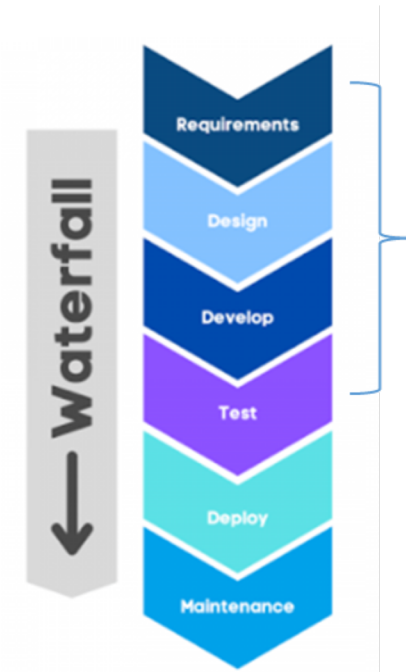 Waterfall
Requirements
Design
Develop
Test
Deploy
Maintenance